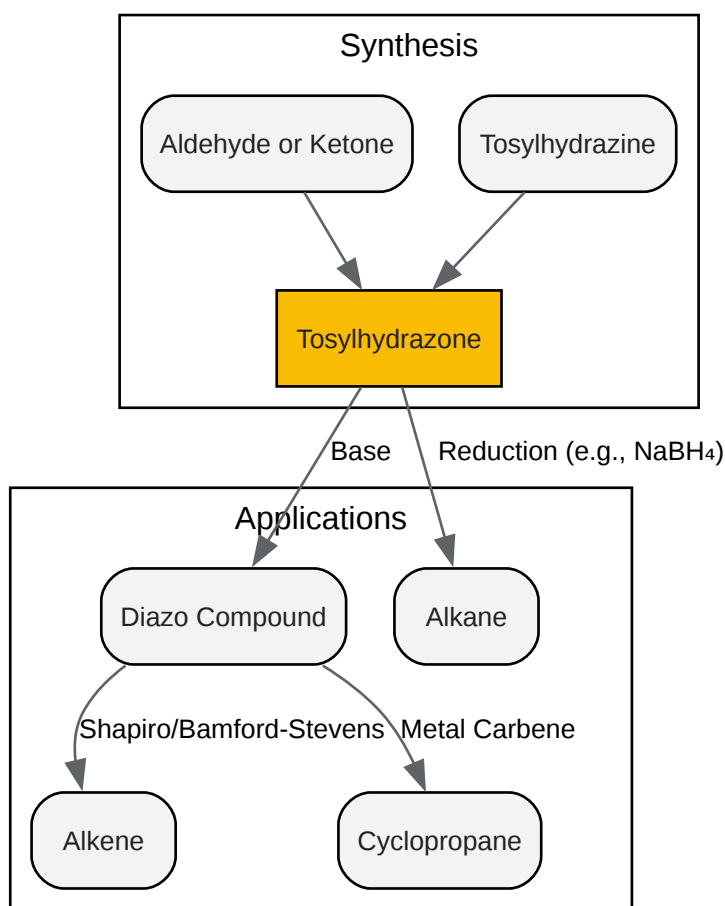 Synthesis
Aldehyde or Ketone
Tosylhydrazine
Tosylhydrazone
Base
Reduction (e.g., NaBH₄)
Applications
Diazo Compound
Alkane
Shapiro/Bamford-Stevens
Metal Carbene
Alkene
Cyclopropane